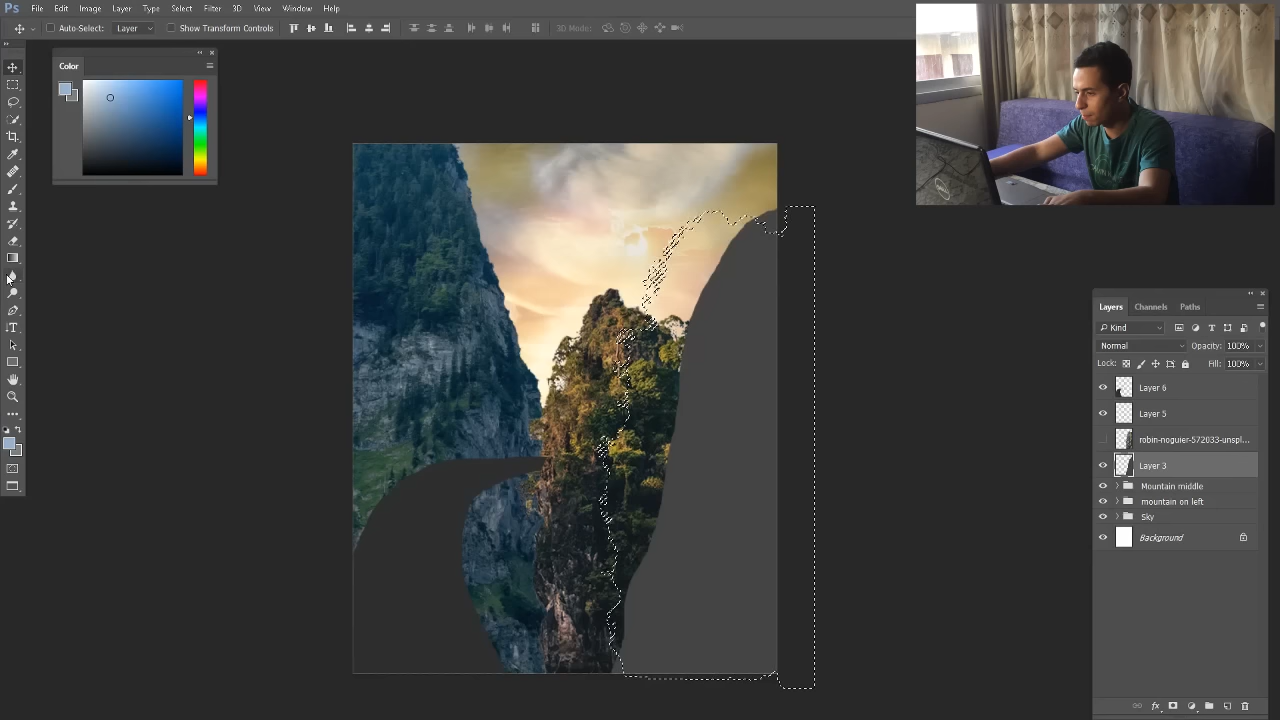 Ps File Edit Image Layer Type Select Filter 3D View Window Help
Auto-Select: Layer Show Transform Controls 3D Mode:
Color
Layers Channels Paths
Kind
Normal Opacity: 100%
Lock: Fill: 100%
Layer 6
Layer 5
robin-noguier-572033-unspl...
Layer 3
Mountain middle
mountain on left
Sky
Background